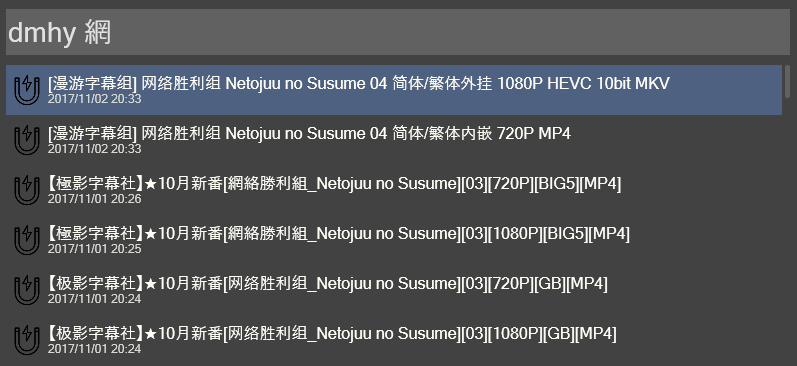 dmhy 網
[漫游字幕组] 网络胜利组 Netojuu no Susume 04 简体/繁体外挂 1080P HEVC 10bit MKV
2017/11/02 20:33
[漫游字幕组] 网络胜利组 Netojuu no Susume 04 简体/繁体内嵌 720P MP4
2017/11/02 20:33
【極影字幕社】★10月新番[網絡勝利組_Netojuu no Susume][03][720P][BIG5][MP4]
2017/11/01 20:26
【極影字幕社】★10月新番[網絡勝利組_Netojuu no Susume][03][1080P][BIG5][MP4]
2017/11/01 20:25
【极影字幕社】★10月新番[网络胜利组_Netojuu no Susume][03][720P][GB][MP4]
2017/11/01 20:24
【极影字幕社】★10月新番[网络胜利组_Netojuu no Susume][03][1080P][GB][MP4]
2017/11/01 20:24